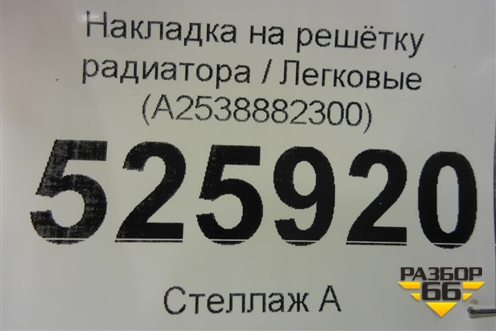 Накладка на решётку
радиатора / Легковые
(A2538882300)
525920
Стеллаж А
РАЗБОР
66